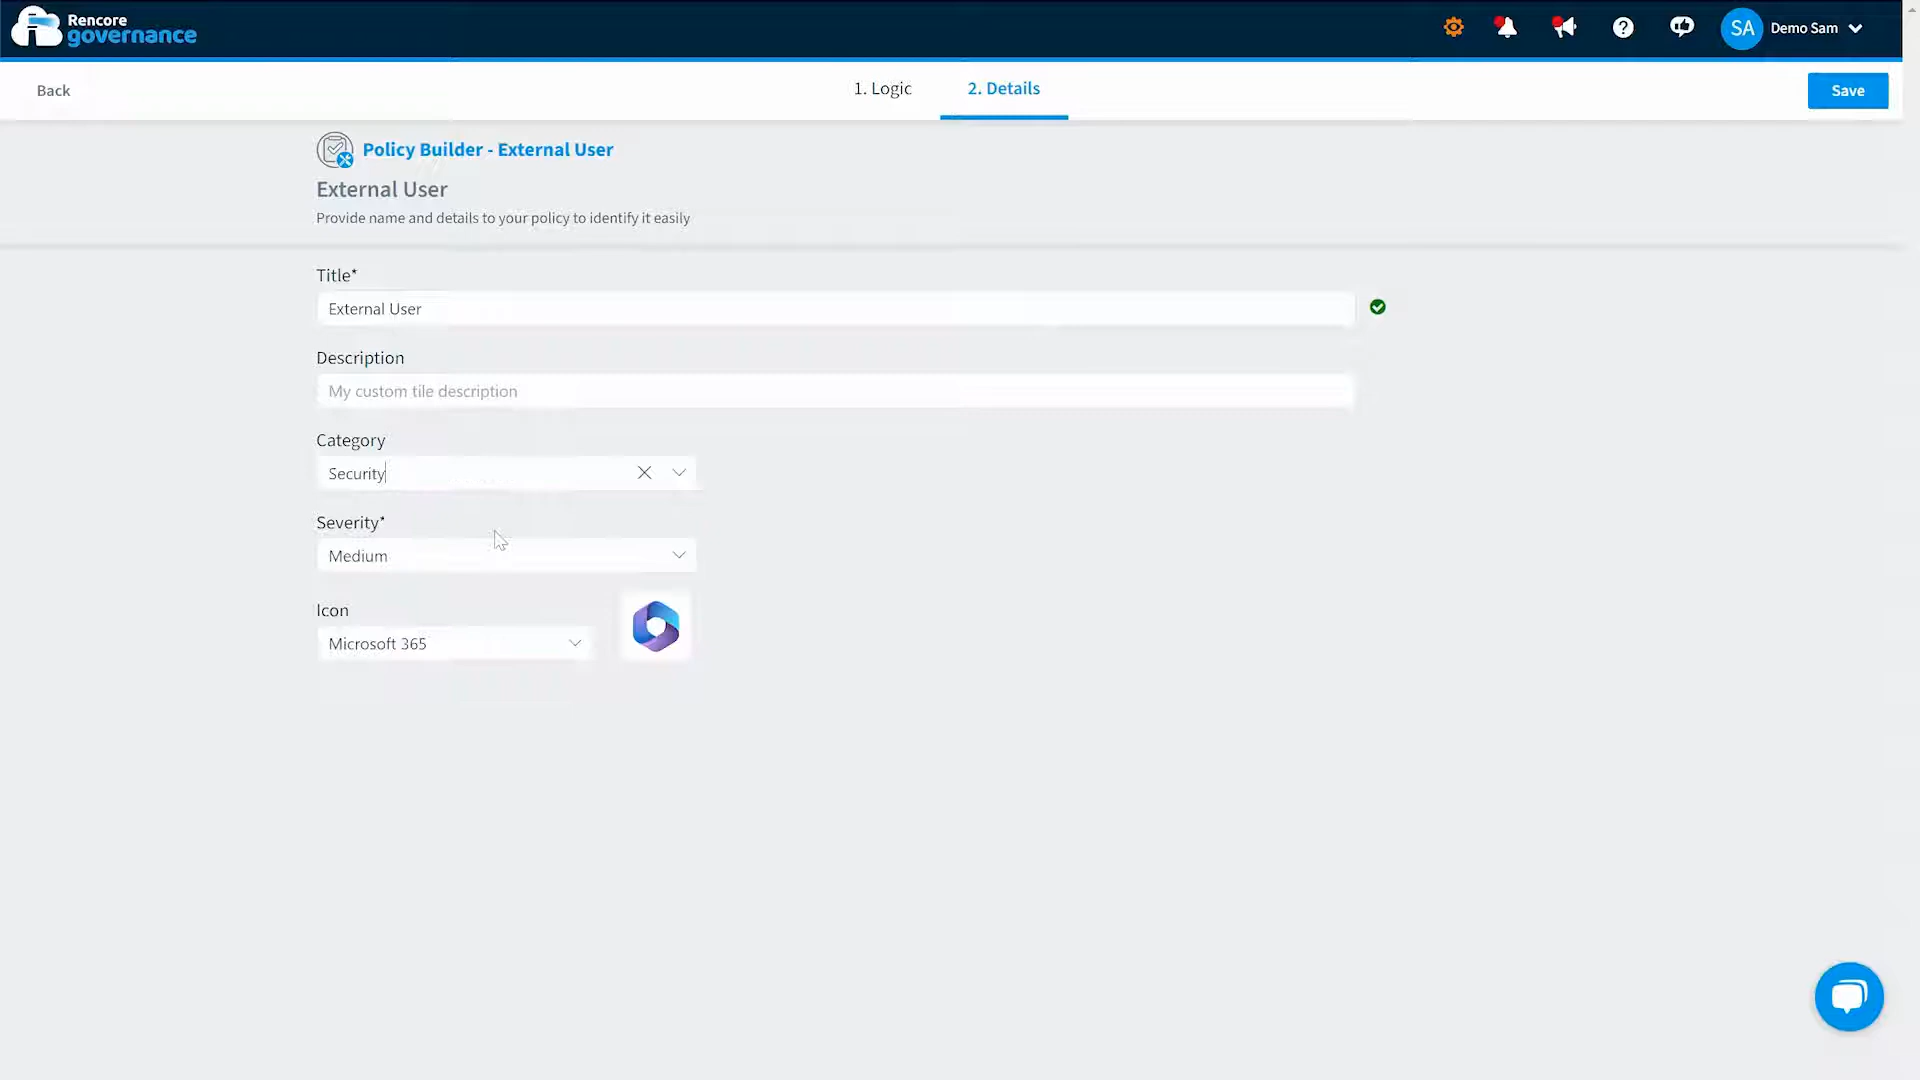 Rencore
governance
SA
Demo Sam
Back
1. Logic
2. Details
Save
Policy Builder - External User
External User
Provide name and details to your policy to identify it easily
Title*
External User
Description
My custom tile description
Category
Security
Severity*
Medium
Icon
Microsoft 365